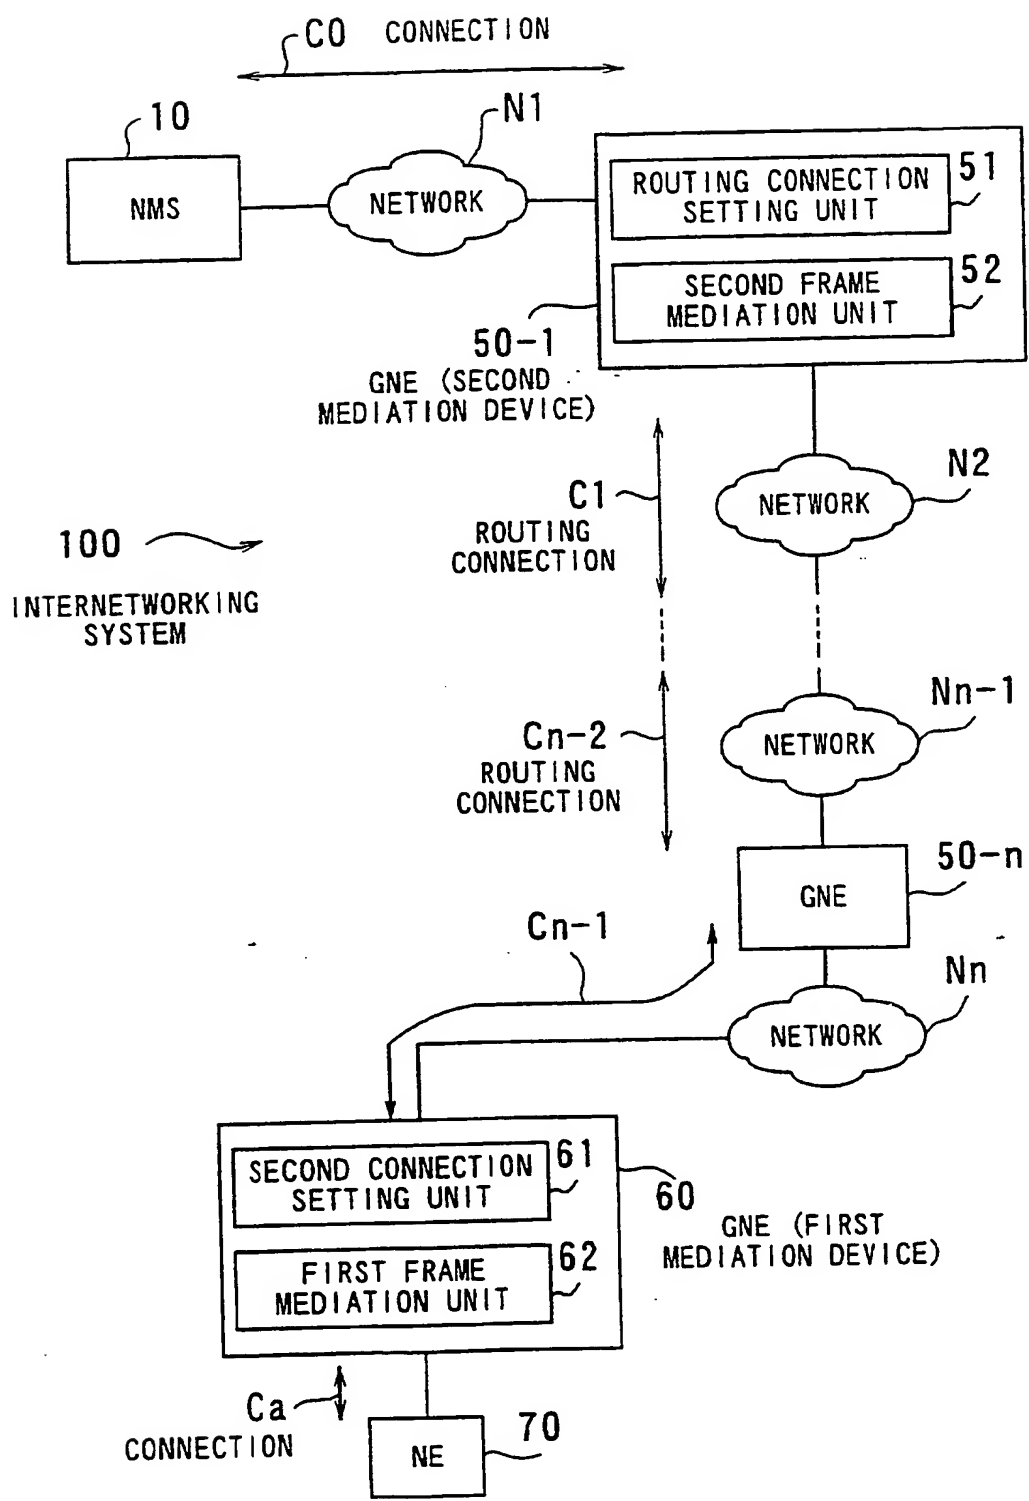 C0 CONNECTION
10
N1
NMS
NETWORK
ROUTING CONNECTION
SETTING UNIT
51
SECOND FRAME
MEDIATION UNIT
52
50-1
GNE (SECOND
MEDIATION DEVICE)
N2
NETWORK
C1
ROUTING
CONNECTION
100
INTERNETWORKING
SYSTEM
Nn-1
NETWORK
Cn-2
ROUTING
CONNECTION
50-n
GNE
Cn-1
Nn
NETWORK
SECOND CONNECTION
SETTING UNIT
61
60
GNE (FIRST
MEDIATION DEVICE)
FIRST FRAME
MEDIATION UNIT
62
Ca
CONNECTION
70
NE